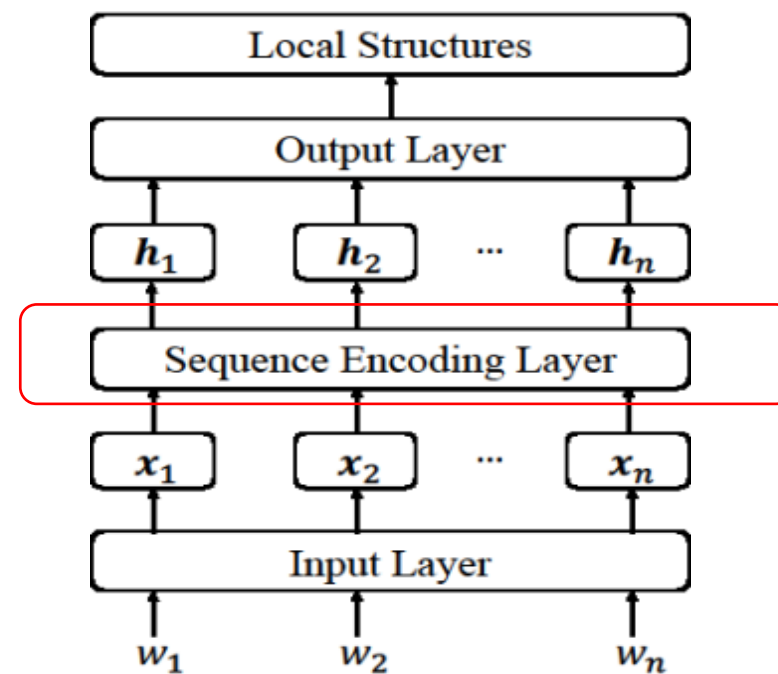 Local Structures
Output Layer
h₁ h₂ ... hₙ
Sequence Encoding Layer
x₁ x₂ ... xₙ
Input Layer
w₁ w₂ wₙ